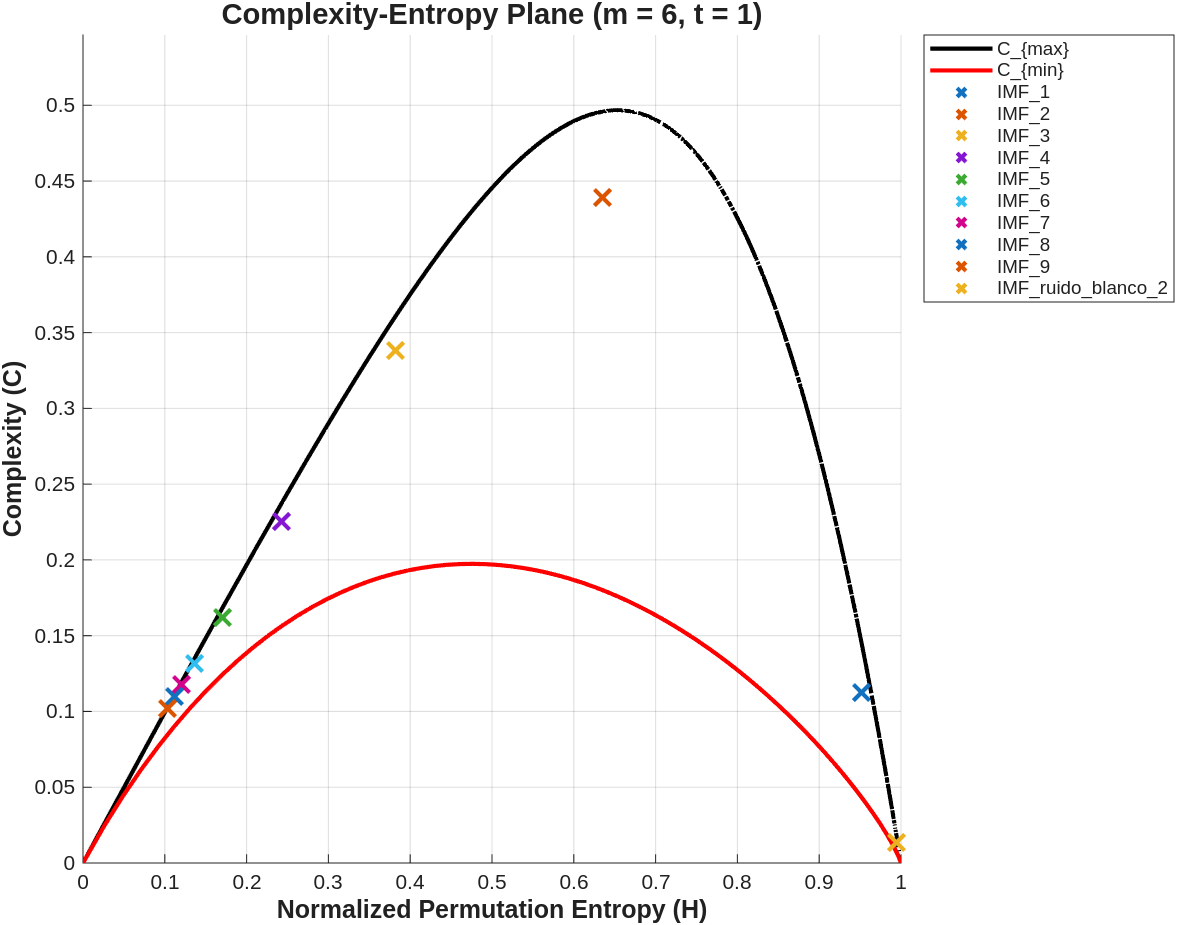 Complexity-Entropy Plane (m = 6, t = 1)
C_{max}
C_{min}
IMF_1
IMF_2
IMF_3
IMF_4
IMF_5
IMF_6
IMF_7
IMF_8
IMF_9
IMF_ruido_blanco_2
Complexity (C)
0.5
0.45
0.4
0.35
0.3
0.25
0.2
0.15
0.1
0.05
0
0 0.1 0.2 0.3 0.4 0.5 0.6 0.7 0.8 0.9 1
Normalized Permutation Entropy (H)